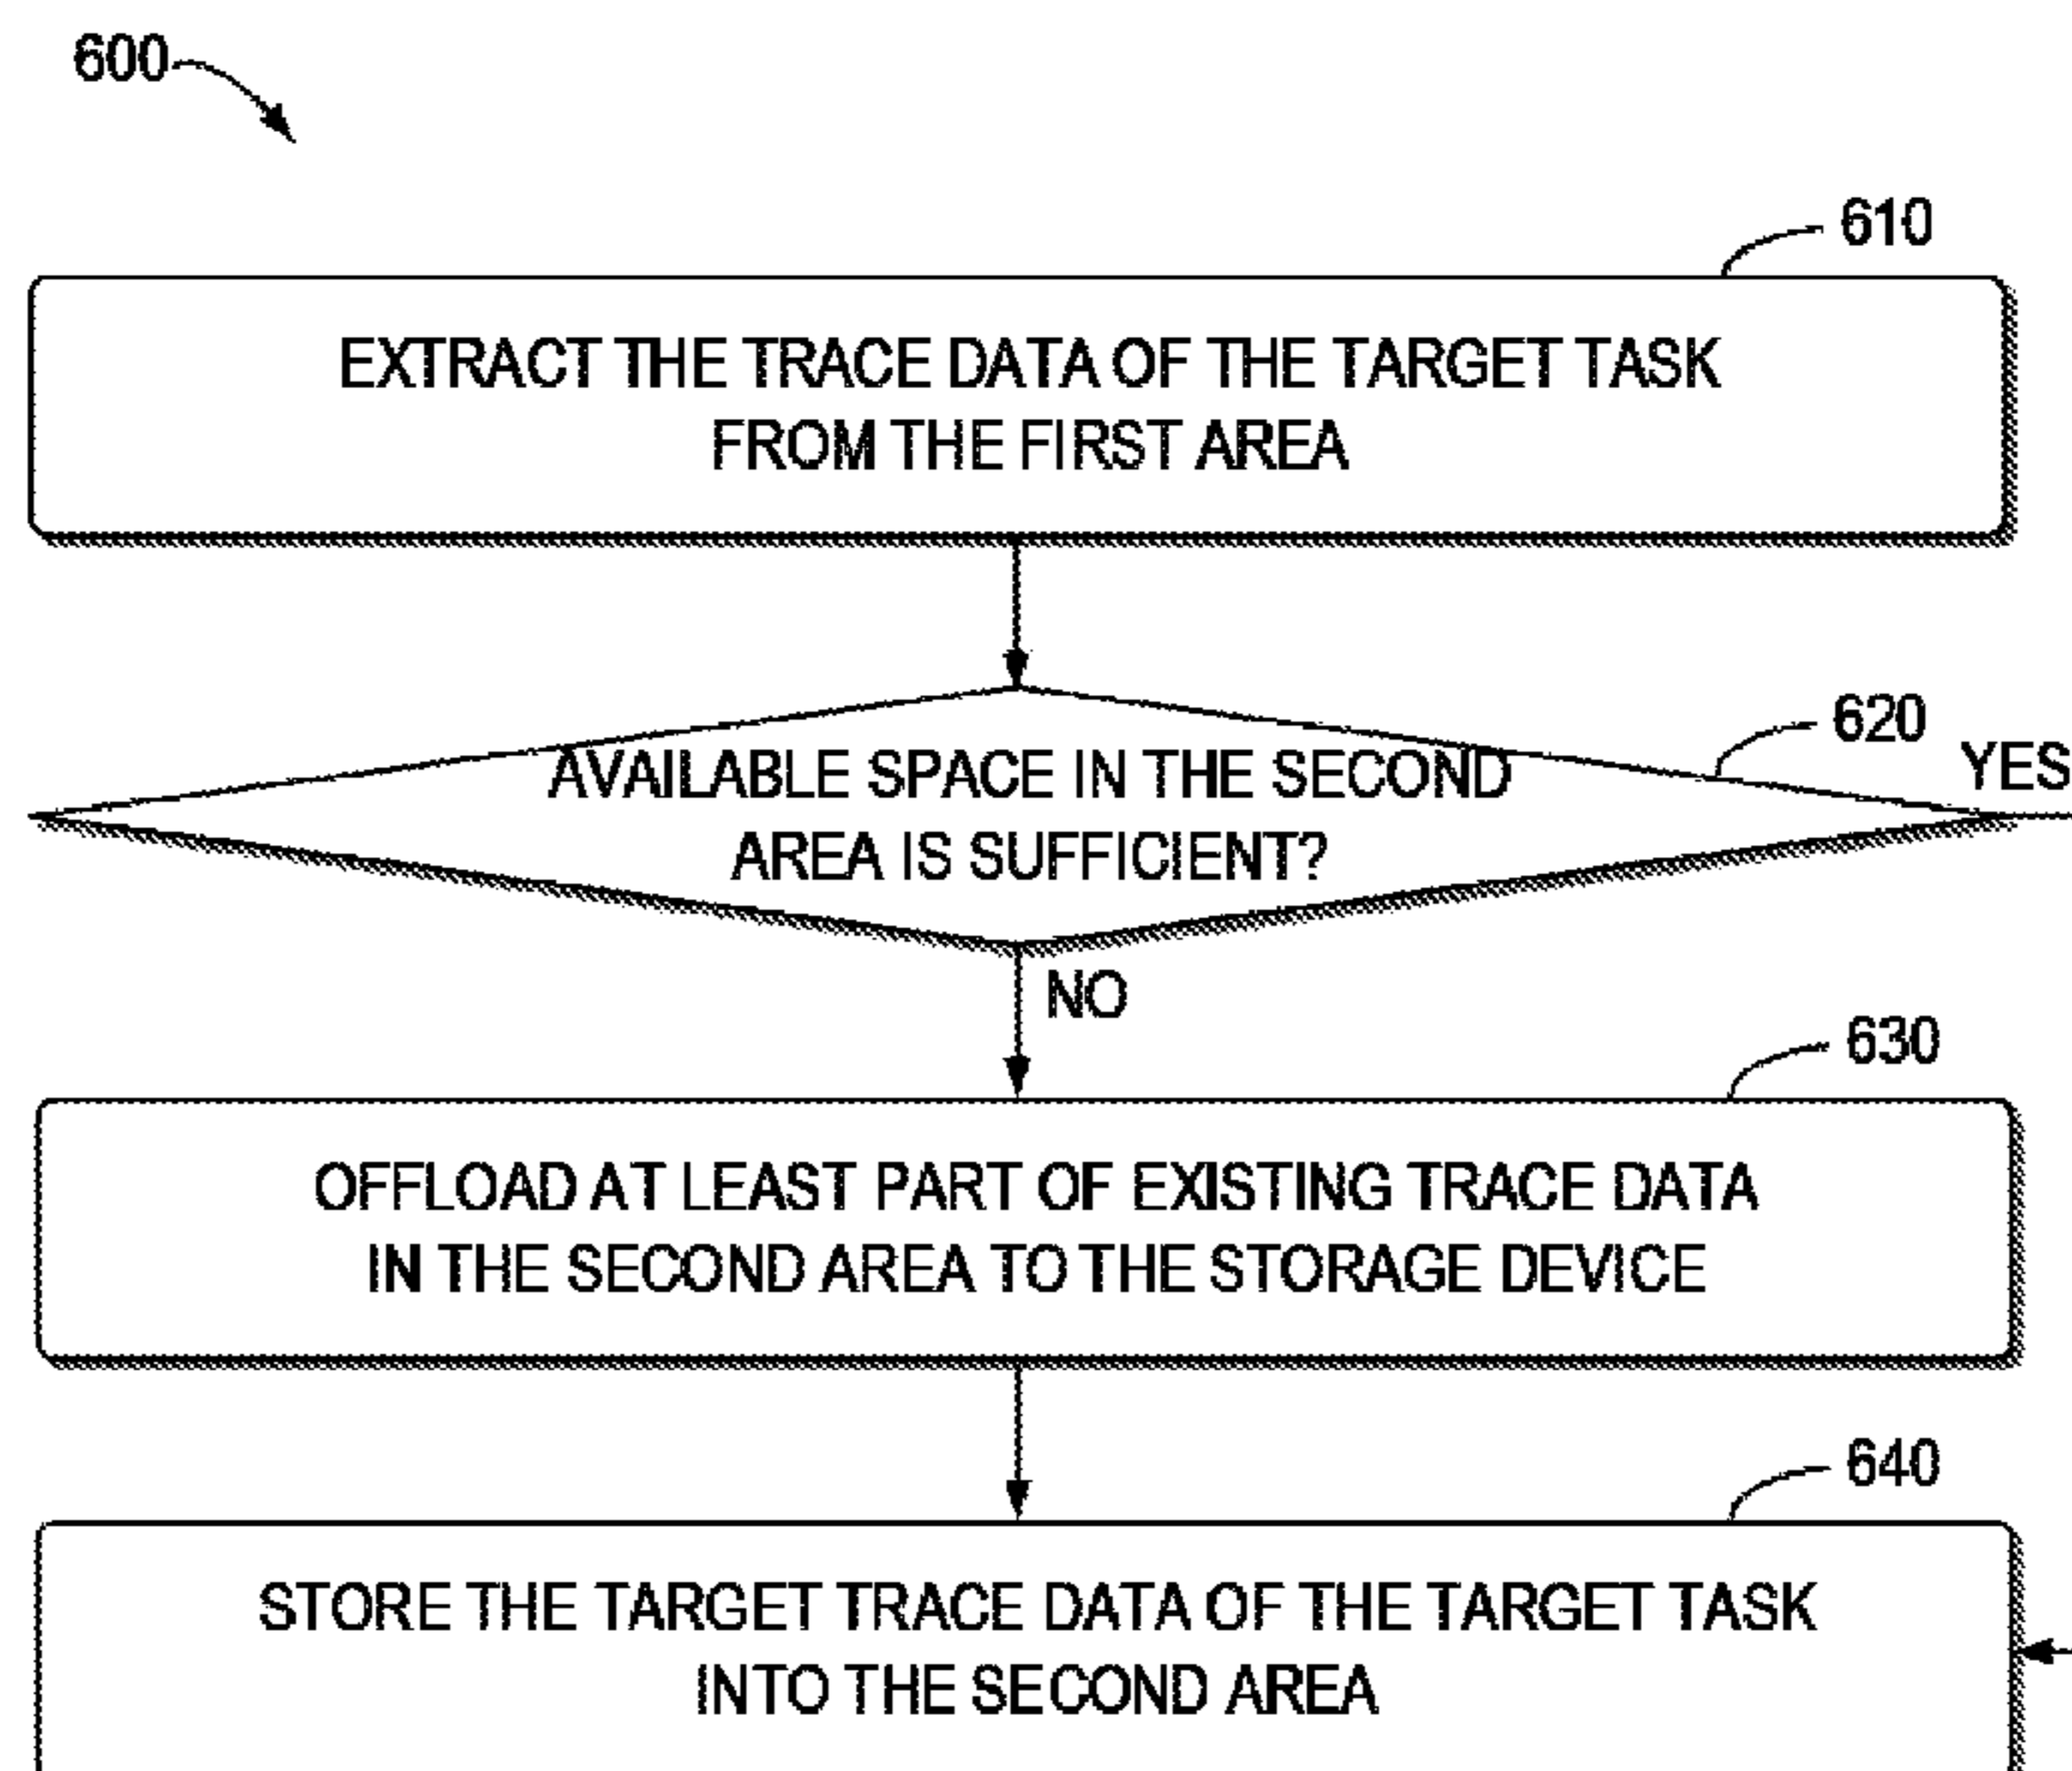 600
610
EXTRACT THE TRACE DATA OF THE TARGET TASK
FROM THE FIRST AREA
620
YES
AVAILABLE SPACE IN THE SECOND
AREA IS SUFFICIENT?
NO
630
OFFLOAD AT LEAST PART OF EXISTING TRACE DATA
IN THE SECOND AREA TO THE STORAGE DEVICE
640
STORE THE TARGET TRACE DATA OF THE TARGET TASK
INTO THE SECOND AREA